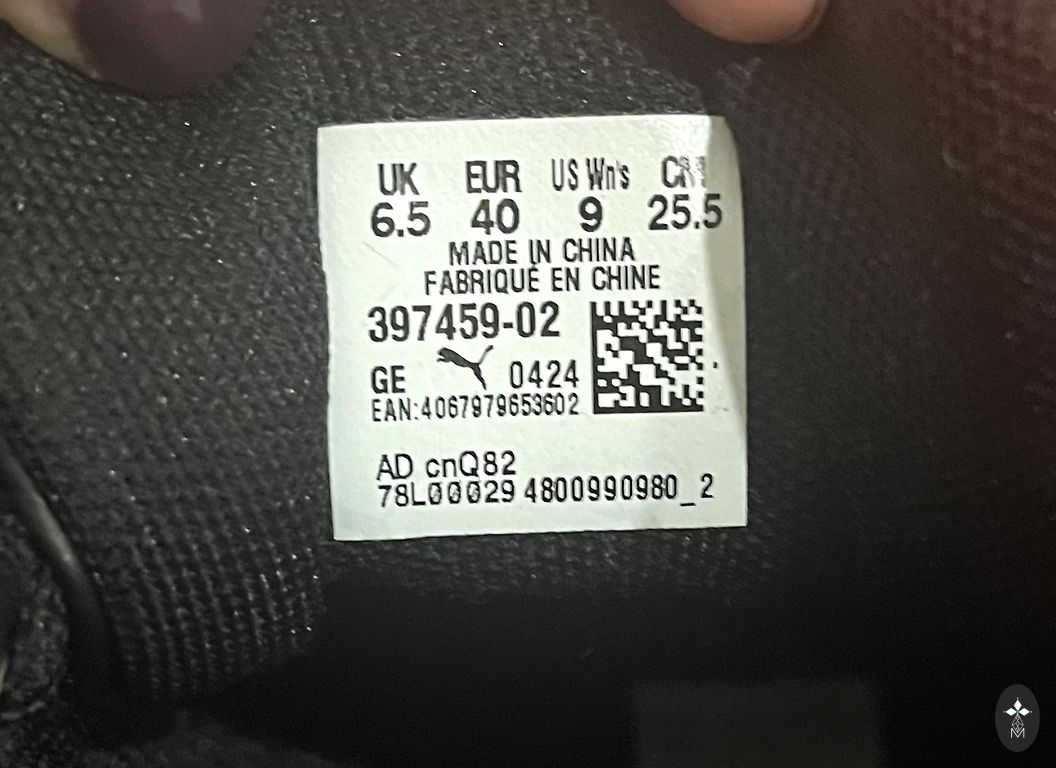 UK EUR US Wn's CM
6.5 40 9 25.5
MADE IN CHINA
FABRIQUÉ EN CHINE
397459-02
GE 0424
EAN:4067979653602
AD cnQ82
78L00029 4800990980_2
M